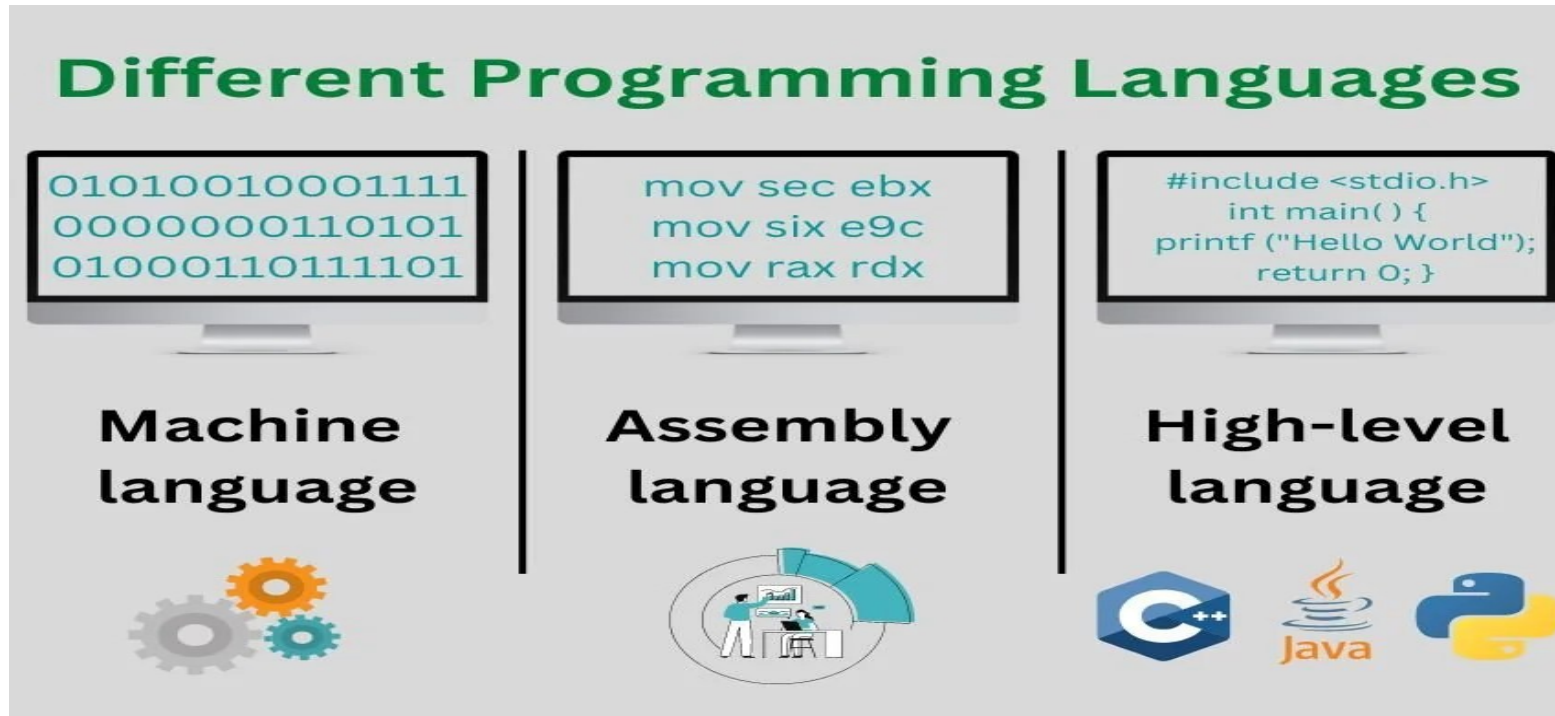 Different Programming Languages
01010010001111
0000000110101
01000110111101
Machine
language
mov sec ebx
mov six e9c
mov rax rdx
Assembly
language
#include <stdio.h>
int main( ) {
printf ("Hello World");
return 0; }
High-level
language
C++
Java